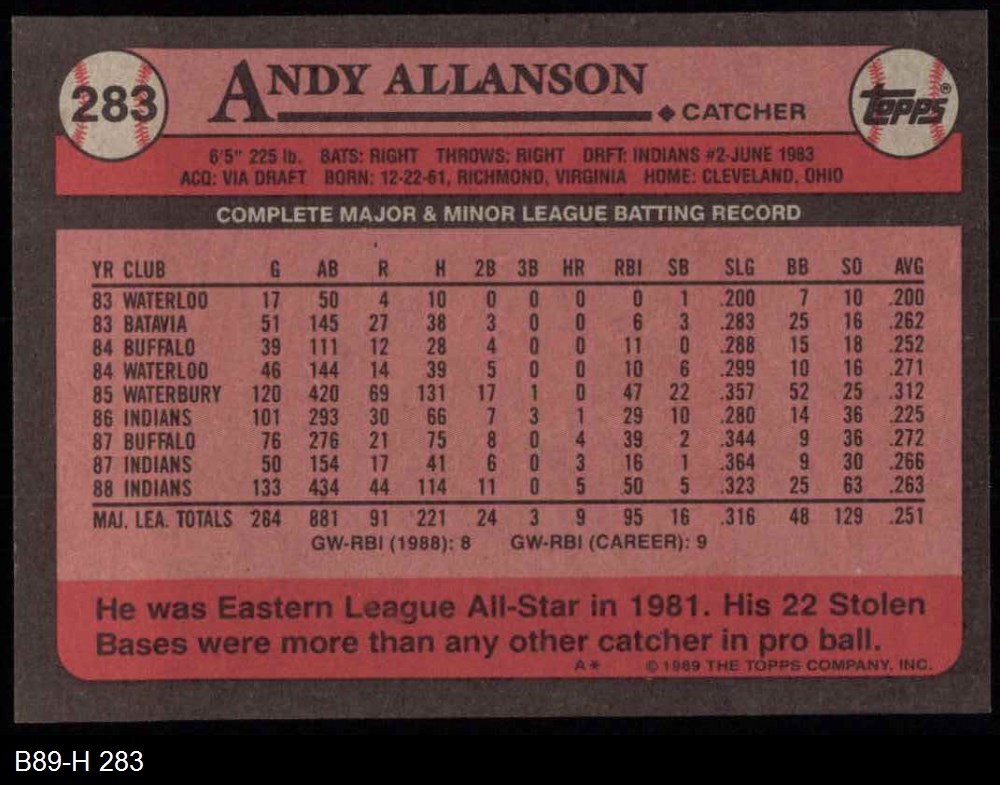 283
ANDY ALLANSON
◆ CATCHER
TOPPS®
6'5" 225 lb. BATS: RIGHT THROWS: RIGHT DRFT: INDIANS #2-JUNE 1983
ACQ: VIA DRAFT BORN: 12-22-61, RICHMOND, VIRGINIA HOME: CLEVELAND, OHIO
COMPLETE MAJOR & MINOR LEAGUE BATTING RECORD
YR CLUB G AB R H 2B 3B HR RBI SB SLG BB SO AVG
83 WATERLOO 17 50 4 10 0 0 0 0 1 .200 7 10 .200
83 BATAVIA 51 145 27 38 3 0 0 6 3 .283 25 16 .262
84 BUFFALO 39 111 12 28 4 0 0 11 0 .288 15 18 .252
84 WATERLOO 46 144 14 39 5 0 0 10 6 .299 10 16 .271
85 WATERBURY 120 420 69 131 17 1 0 47 22 .357 52 25 .312
86 INDIANS 101 293 30 66 7 3 1 29 10 .280 14 36 .225
87 BUFFALO 76 276 21 75 8 0 4 39 2 .344 9 36 .272
87 INDIANS 50 154 17 41 6 0 3 16 1 .364 9 30 .266
88 INDIANS 133 434 44 114 11 0 5 50 5 .323 25 63 .263
MAJ. LEA. TOTALS 264 881 91 221 24 3 9 95 16 .316 48 129 .251
GW-RBI (1988): 8 GW-RBI (CAREER): 9
He was Eastern League All-Star in 1981. His 22 Stolen
Bases were more than any other catcher in pro ball.
A* © 1989 THE TOPPS COMPANY, INC.
B89-H 283